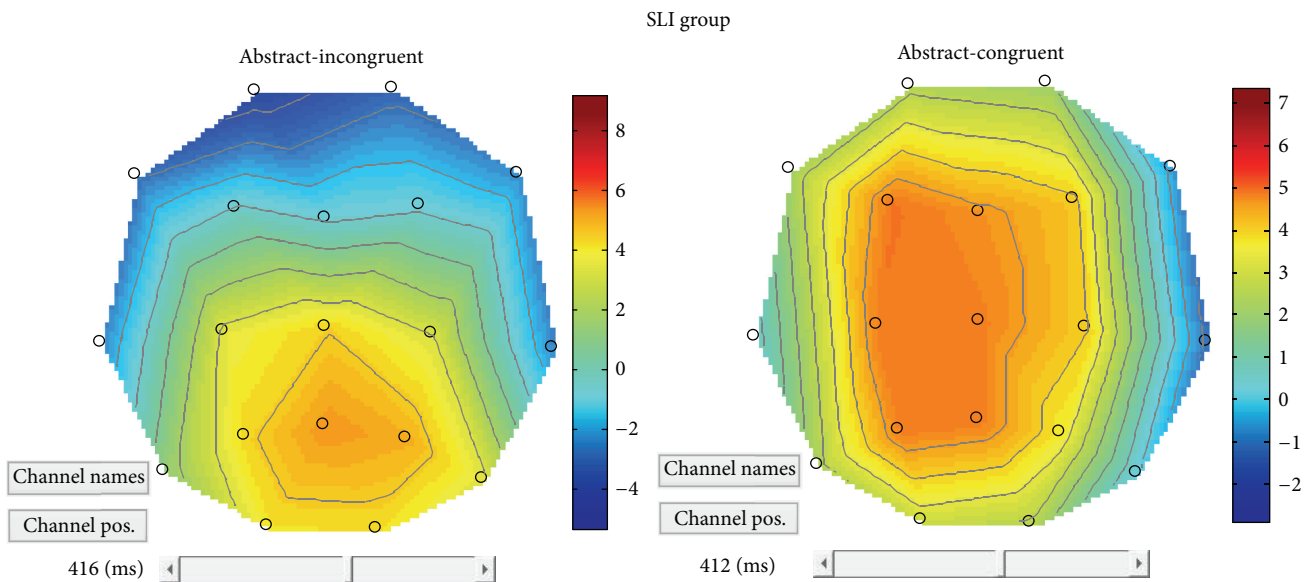 SLI group
Abstract-incongruent
8
6
4
2
0
−2
−4
Channel names
Channel pos.
416 (ms)
Abstract-congruent
7
6
5
4
3
2
1
0
−1
−2
Channel names
Channel pos.
412 (ms)